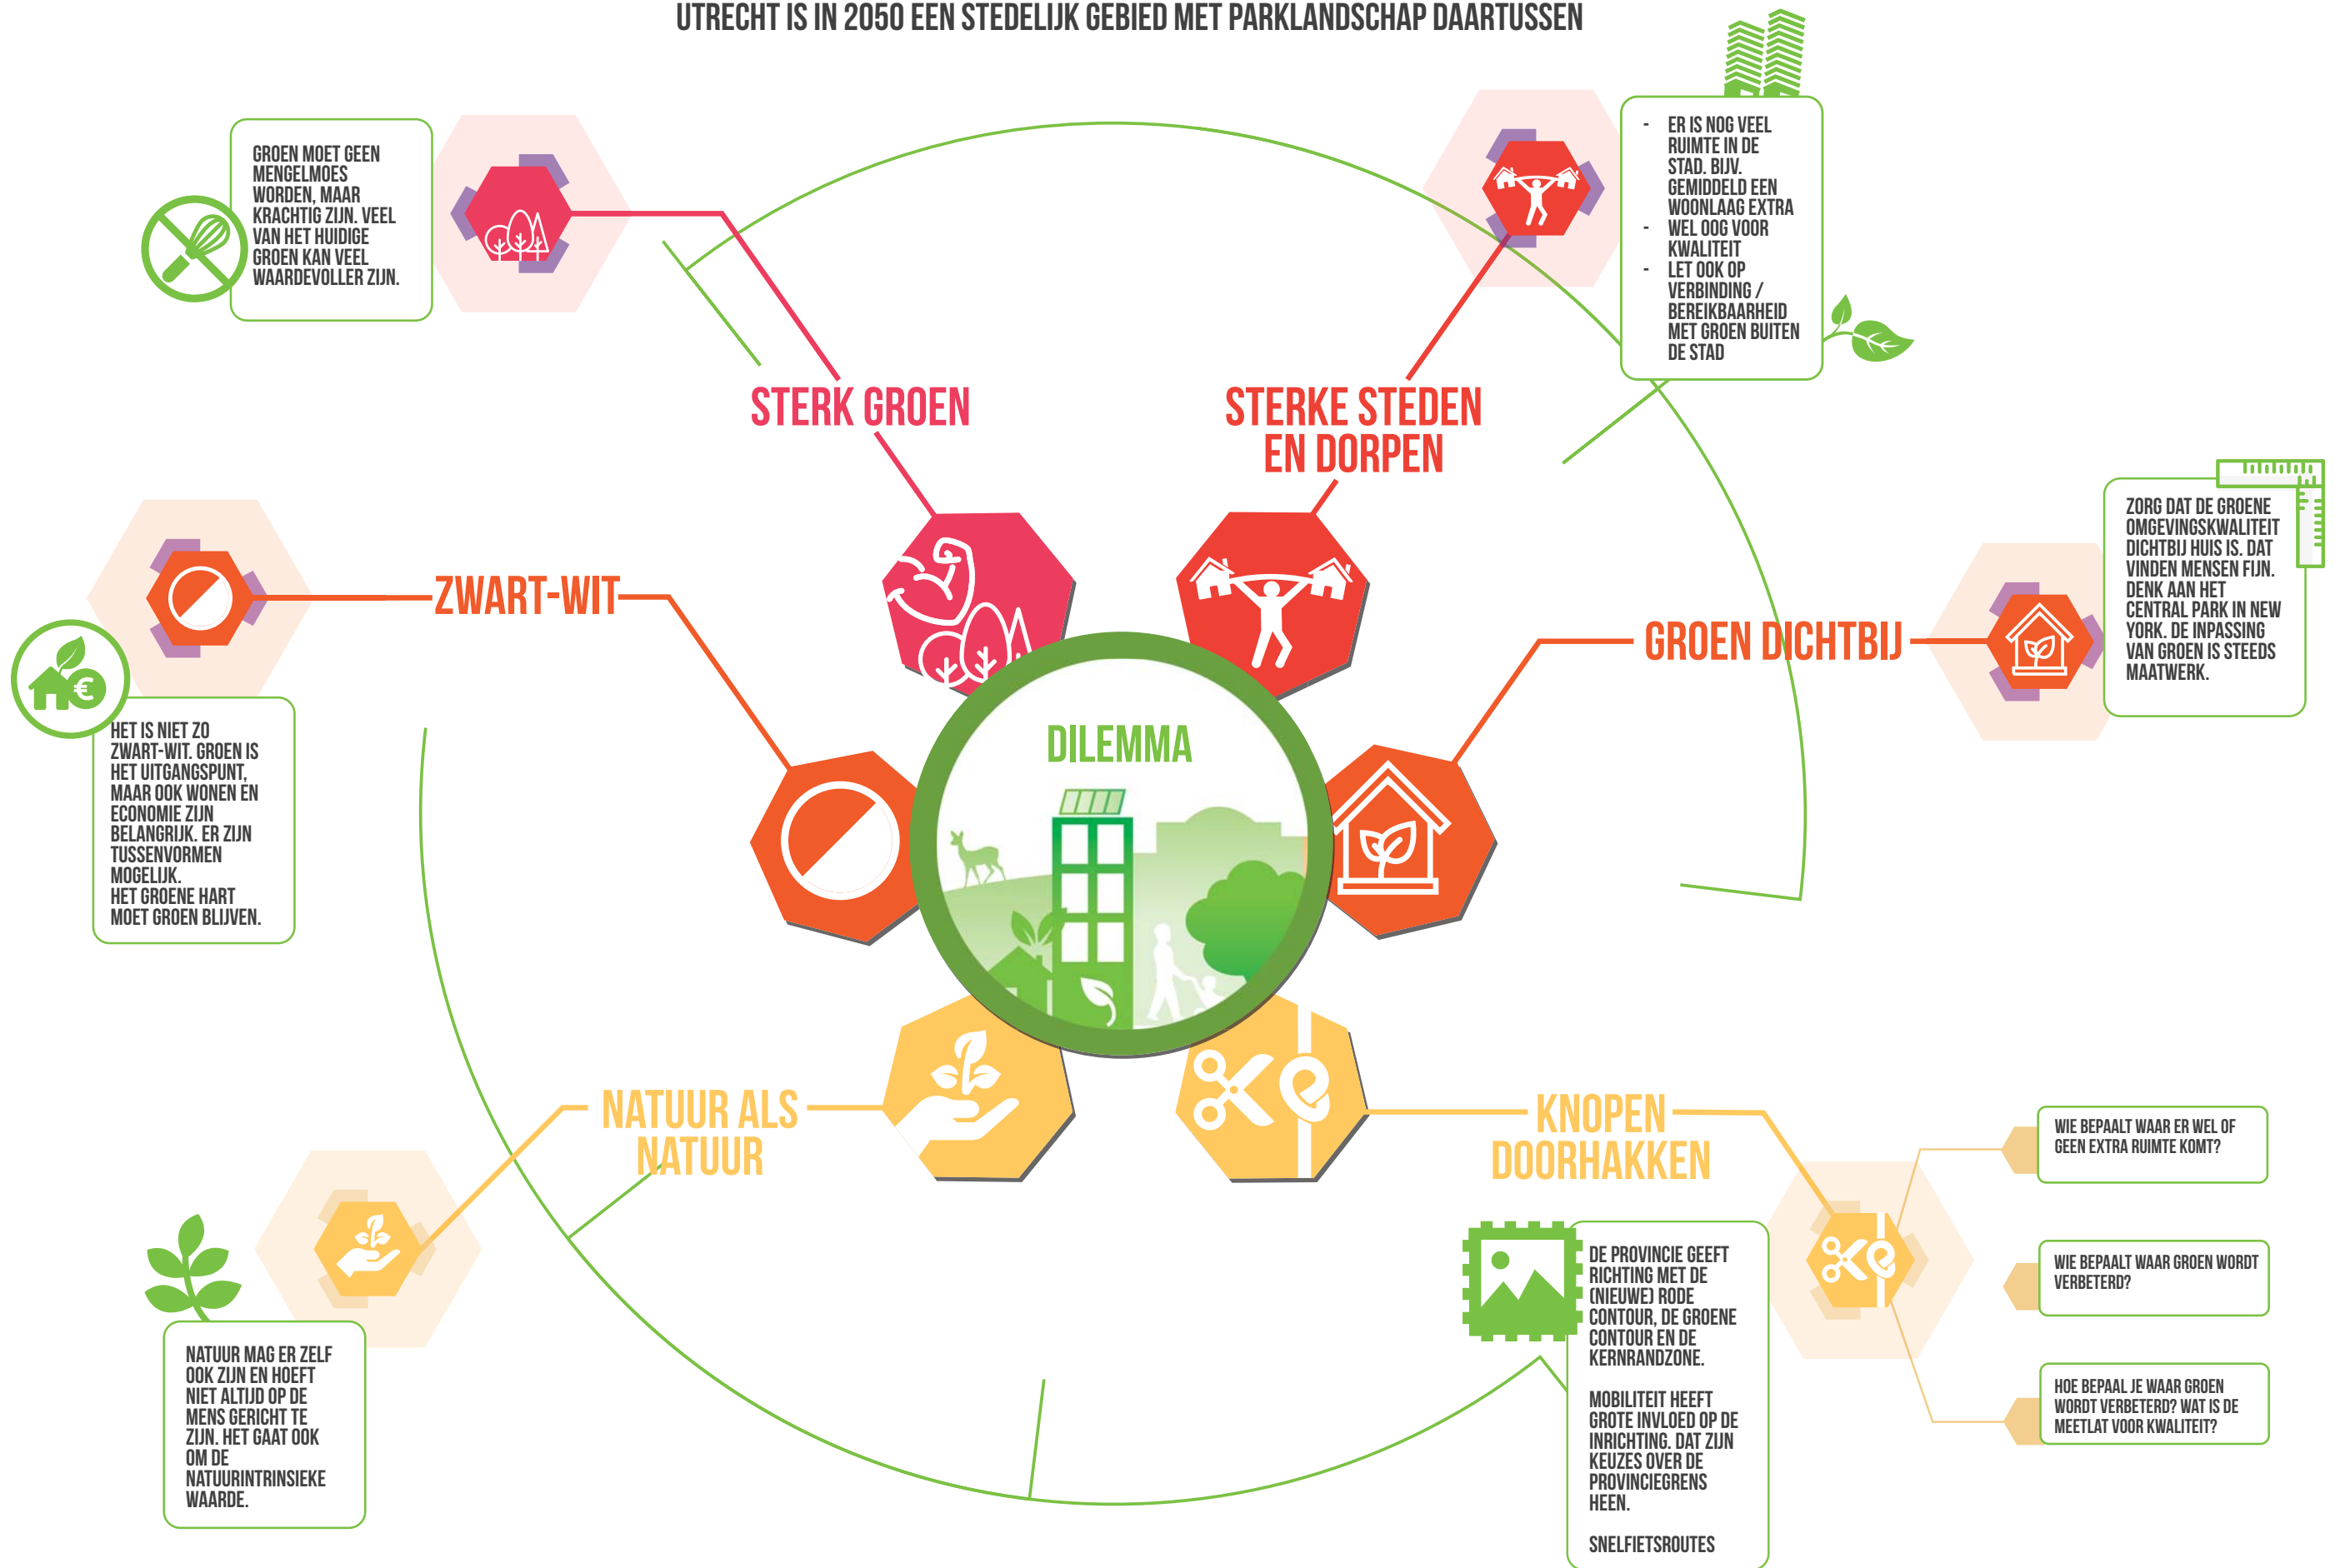 UTRECHT IS IN 2050 EEN STEDELIJK GEBIED MET PARKLANDSCHAP DAARTUSSEN
GROEN MOET GEEN
MENGELMOES
WORDEN, MAAR
KRACHTIG ZIJN. VEEL
VAN HET HUIDIGE
GROEN KAN VEEL
WAARDEVOLLER ZIJN.
- ER IS NOG VEEL
RUIMTE IN DE
STAD. BIJV.
GEMIDDELD EEN
WOONLAAG EXTRA
- WEL OOG VOOR
KWALITEIT
- LET OOK OP
VERBINDING /
BEREIKBAARHEID
MET GROEN BUITEN
DE STAD
STERK GROEN
STERKE STEDEN
EN DORPEN
ZWART-WIT
GROEN DICHTBIJ
ZORG DAT DE GROENE
OMGEVINGSKWALITEIT
DICHTBIJ HUIS IS. DAT
VINDEN MENSEN FIJN.
DENK AAN HET
CENTRAL PARK IN NEW
YORK. DE INPASSING
VAN GROEN IS STEEDS
MAATWERK.
€
HET IS NIET ZO
ZWART-WIT. GROEN IS
HET UITGANGSPUNT,
MAAR OOK WONEN EN
ECONOMIE ZIJN
BELANGRIJK. ER ZIJN
TUSSENVORMEN
MOGELIJK.
HET GROENE HART
MOET GROEN BLIJVEN.
DILEMMA
NATUUR ALS
NATUUR
KNOPEN
DOORHAKKEN
NATUUR MAG ER ZELF
OOK ZIJN EN HOEFT
NIET ALTIJD OP DE
MENS GERICHT TE
ZIJN. HET GAAT OOK
OM DE
NATUURINTRINSIEKE
WAARDE.
DE PROVINCIE GEEFT
RICHTING MET DE
(NIEUWE) RODE
CONTOUR, DE GROENE
CONTOUR EN DE
KERNRANDZONE.
MOBILITEIT HEEFT
GROTE INVLOED OP DE
INRICHTING. DAT ZIJN
KEUZES OVER DE
PROVINCIEGRENS
HEEN.
SNELFIETSROUTES
WIE BEPAALT WAAR ER WEL OF
GEEN EXTRA RUIMTE KOMT?
WIE BEPAALT WAAR GROEN WORDT
VERBETERD?
HOE BEPAAL JE WAAR GROEN
WORDT VERBETERD? WAT IS DE
MEETLAT VOOR KWALITEIT?